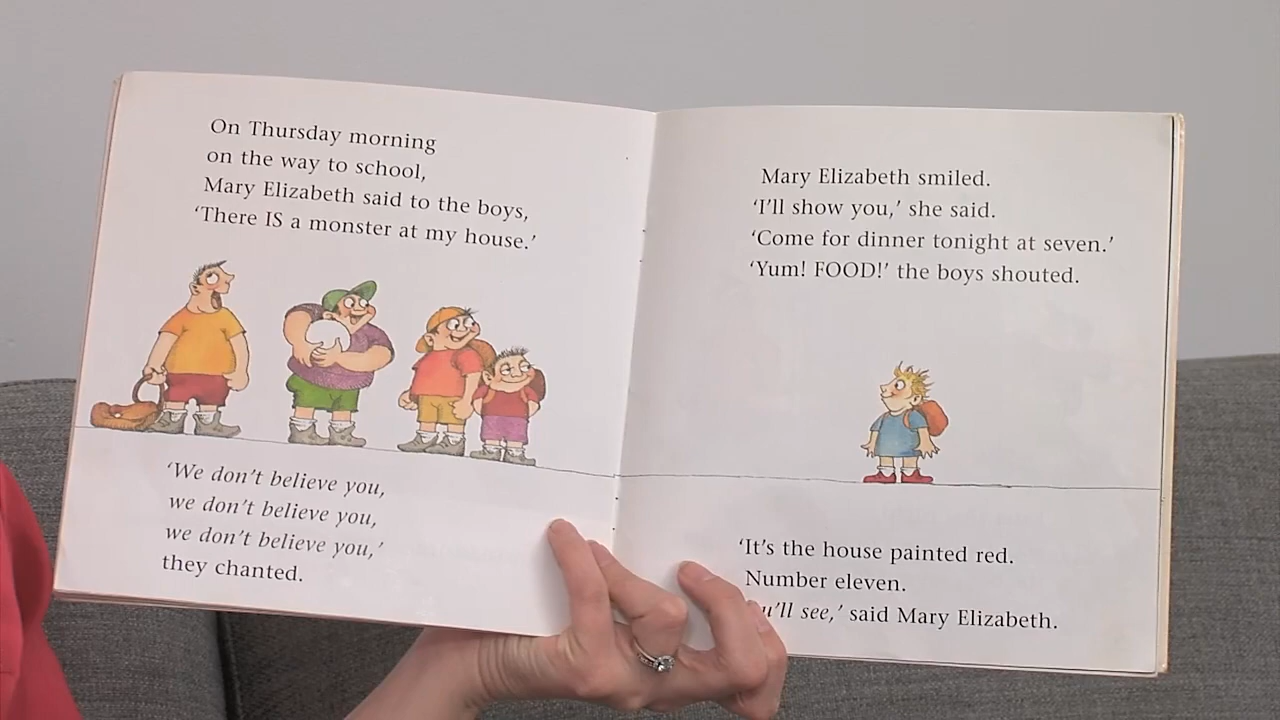 On Thursday morning
on the way to school,
Mary Elizabeth said to the boys,
‘There IS a monster at my house.’
‘We don’t believe you,
we don’t believe you,
we don’t believe you,’
they chanted.
Mary Elizabeth smiled.
‘I’ll show you,’ she said.
‘Come for dinner tonight at seven.’
‘Yum! FOOD!’ the boys shouted.
‘It’s the house painted red.
Number eleven.
see,’ said Mary Elizabeth.